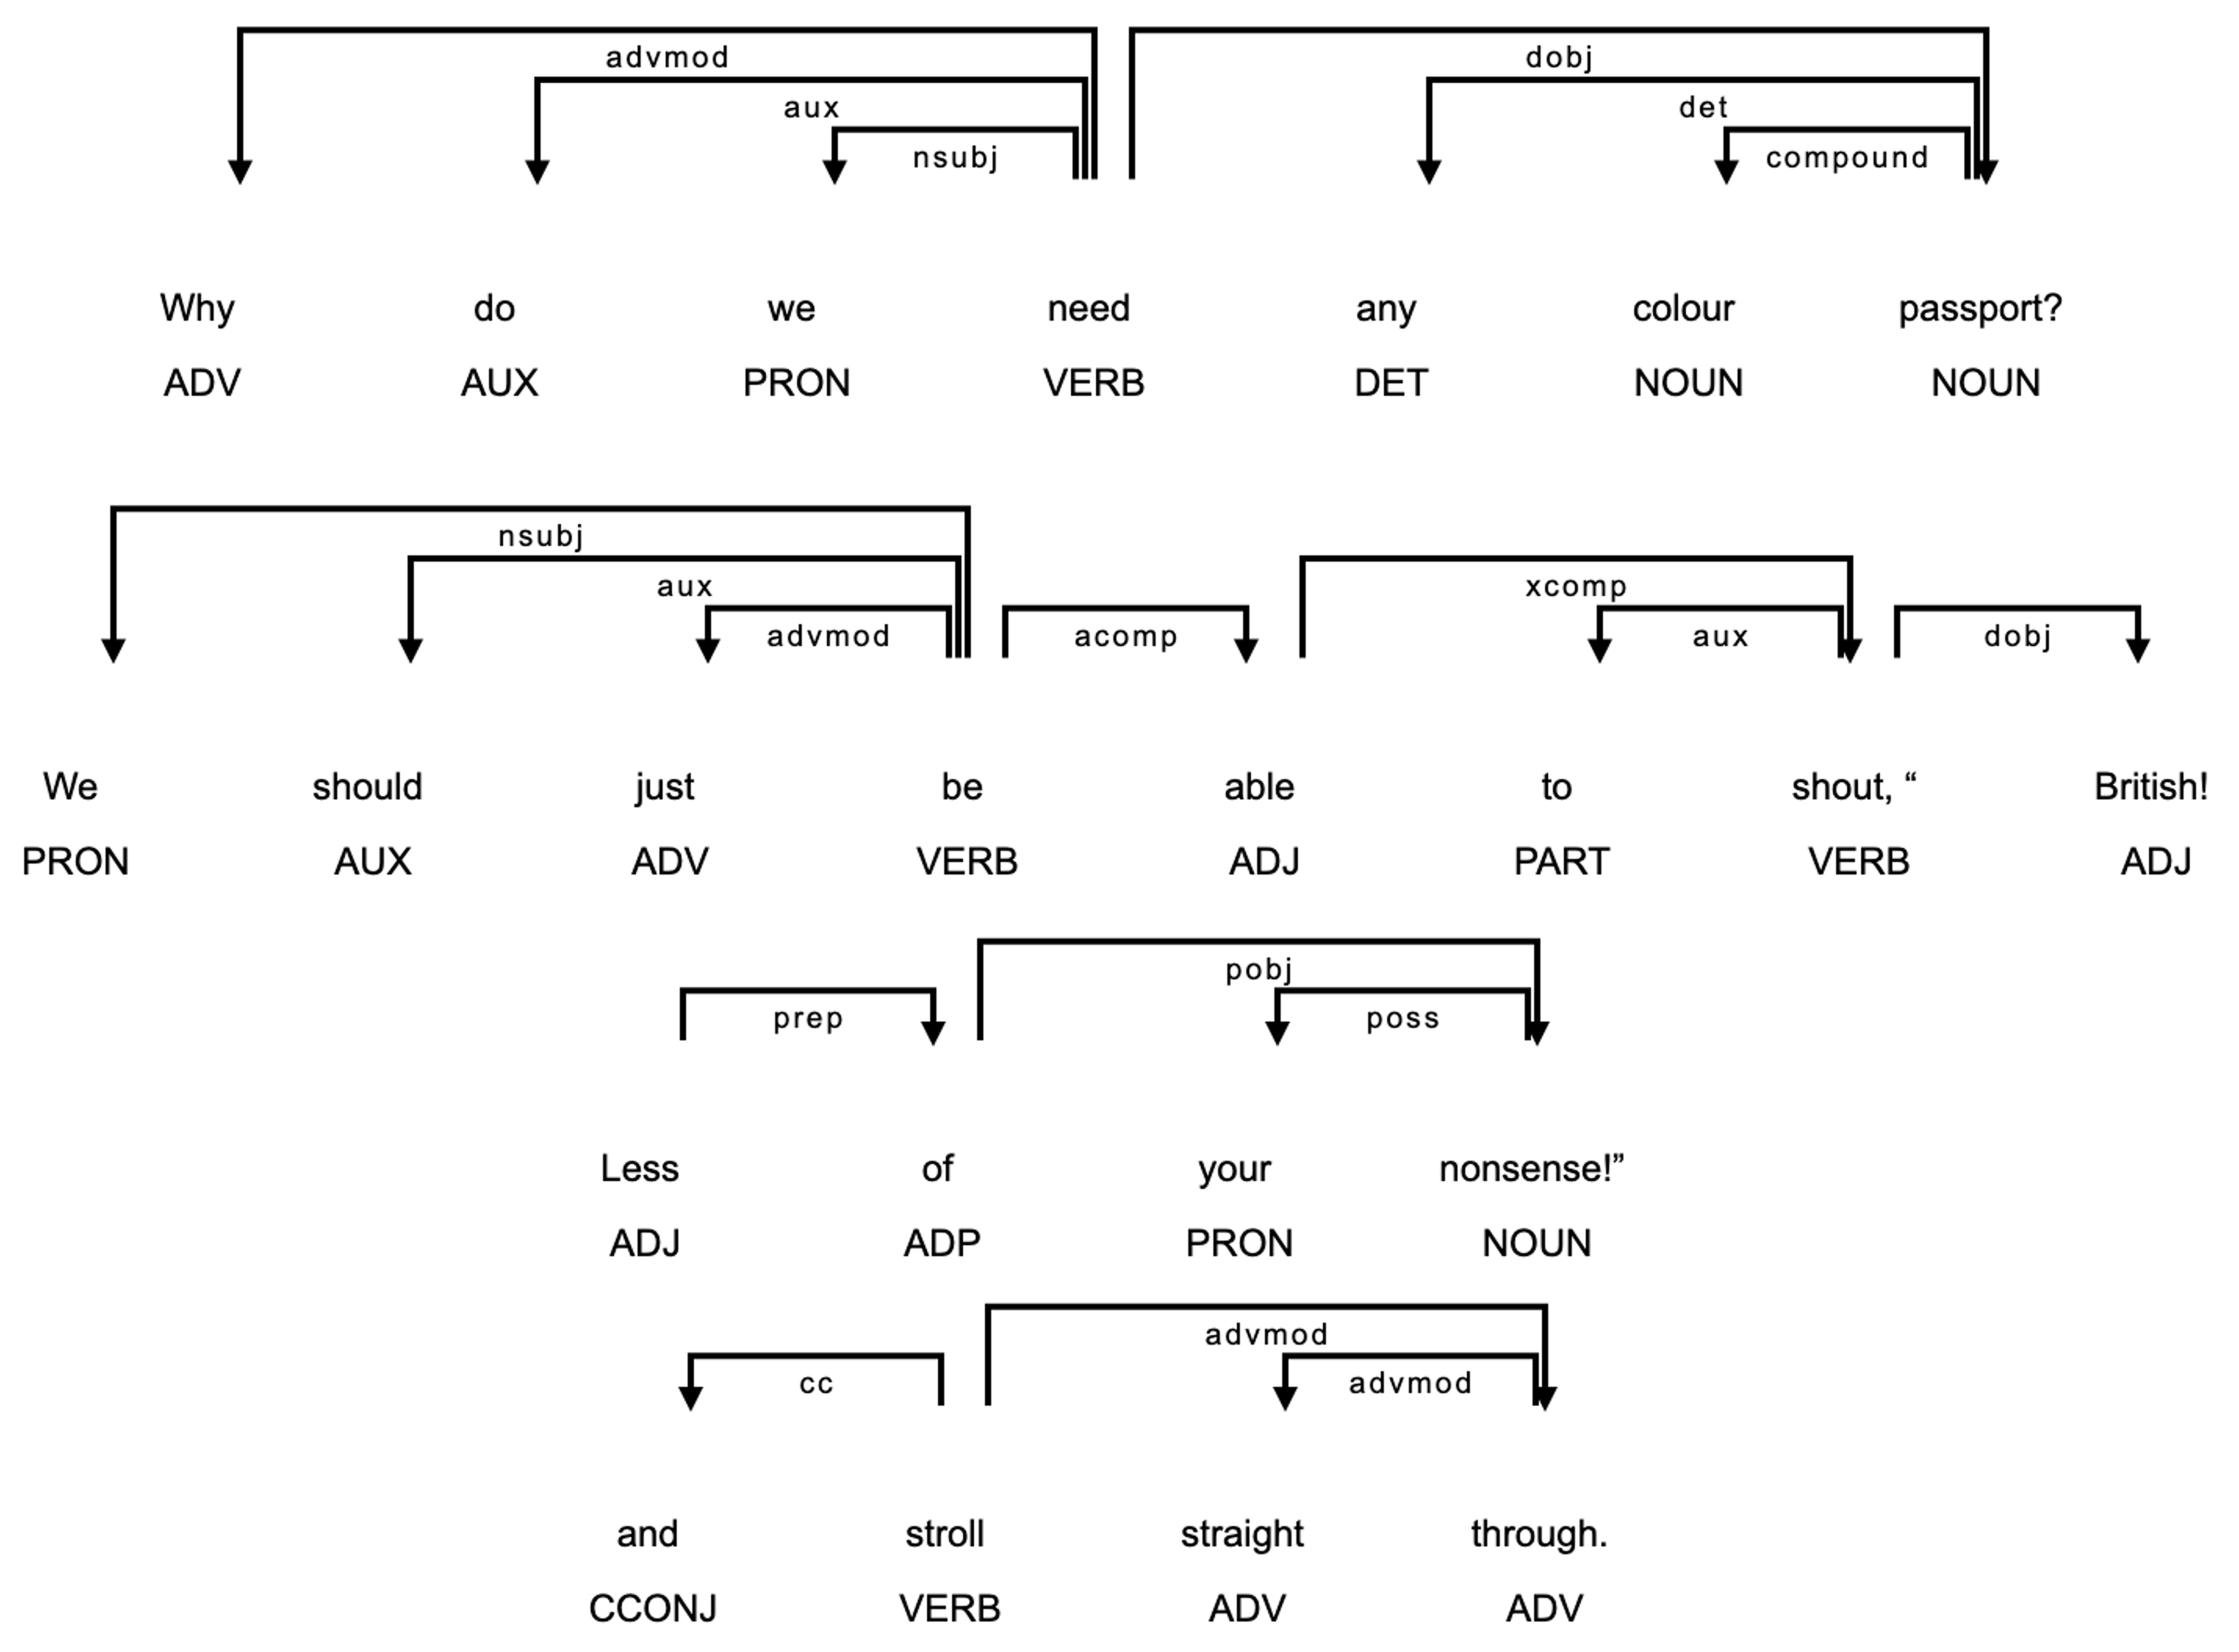 advmod dobj
aux det
nsubj compound
Why do we need any colour passport?
ADV AUX PRON VERB DET NOUN NOUN
nsubj
aux xcomp
advmod acomp aux dobj
We should just be able to shout, “ British!
PRON AUX ADV VERB ADJ PART VERB ADJ
pobj
prep poss
Less of your nonsense!”
ADJ ADP PRON NOUN
advmod
cc advmod
and stroll straight through.
CCONJ VERB ADV ADV